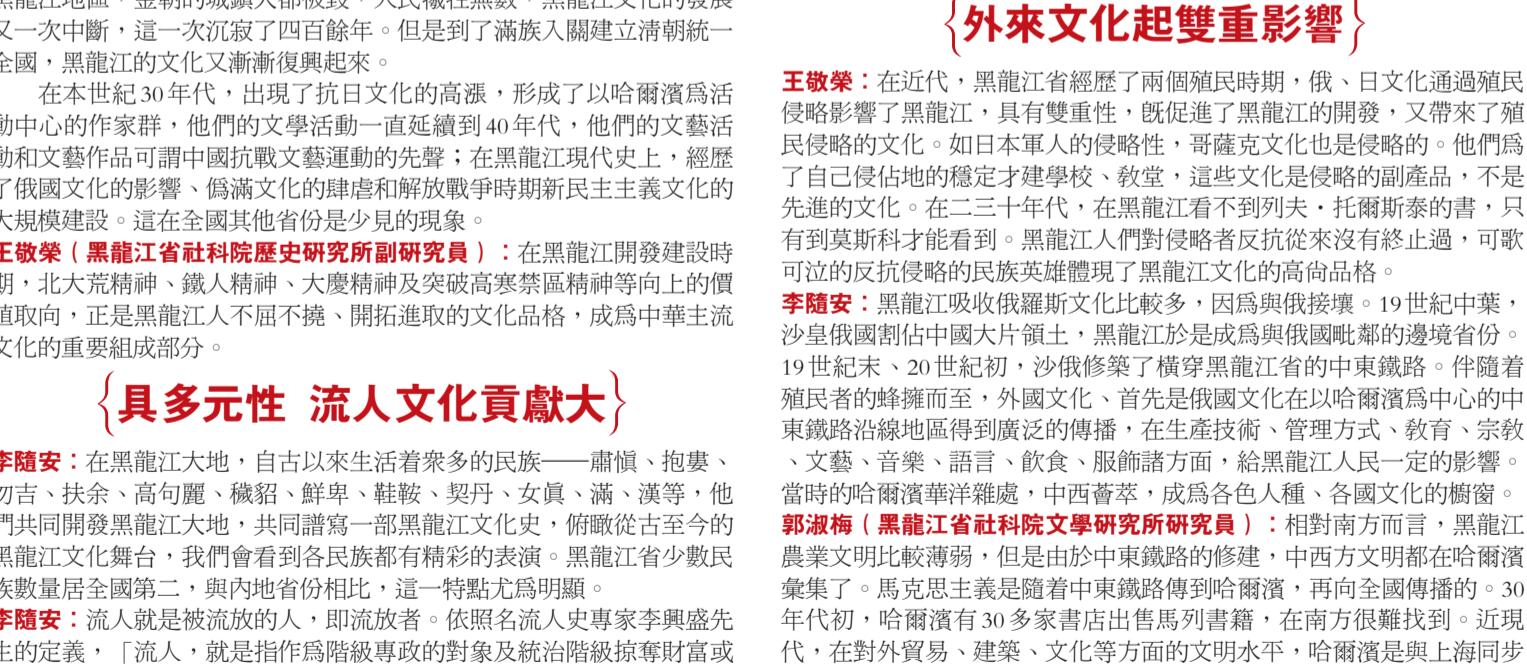 又一次中斷，這一次沉寂了四百餘年。但是到了滿族入關建立清朝統一
全國，黑龍江的文化又漸漸復興起來。
在本世紀30年代，出現了抗日文化的高漲，形成了以哈爾濱爲活
動中心的作家群，他們的文學活動一直延續到40年代，他們的文藝活
動和文藝作品可謂中國抗戰文藝運動的先聲；在黑龍江現代史上，經歷
了俄國文化的影響、僞滿文化的肆虐和解放戰爭時期新民主主義文化的
大規模建設。這在全國其他省份是少見的現象。
王敬榮（黑龍江省社科院歷史研究所副研究員）：在黑龍江開發建設時
期，北大荒精神、鐵人精神、大慶精神及突破高寒禁區精神等向上的價
值取向，正是黑龍江人不屈不撓、開拓進取的文化品格，成爲中華主流
文化的重要組成部分。
具多元性 流人文化貢獻大
李隨安：在黑龍江大地，自古以來生活着衆多的民族——肅愼、抱婁、
勿吉、扶余、高句麗、穢貂、鮮卑、鞋鞍、契丹、女眞、滿、漢等，他
們共同開發黑龍江大地，共同譜寫一部黑龍江文化史，俯瞰從古至今的
黑龍江文化舞台，我們會看到各民族都有精彩的表演。黑龍江省少數民
族數量居全國第二，與內地省份相比，這一特點尤爲明顯。
李隨安：流人就是被流放的人，即流放者。依照名流人史專家李興盛先
生的定義，「流人，就是指作爲階級專政的對象及統治階級掠奪財富或
外來文化起雙重影響
王敬榮：在近代，黑龍江省經歷了兩個殖民時期，俄、日文化通過殖民
侵略影響了黑龍江，具有雙重性，旣促進了黑龍江的開發，又帶來了殖
民侵略的文化。如日本軍人的侵略性，哥薩克文化也是侵略的。他們爲
了自己侵佔地的穩定才建學校、敎堂，這些文化是侵略的副產品，不是
先進的文化。在二三十年代，在黑龍江看不到列夫・托爾斯泰的書，只
有到莫斯科才能看到。黑龍江人們對侵略者反抗從來沒有終止過，可歌
可泣的反抗侵略的民族英雄體現了黑龍江文化的高尙品格。
李隨安：黑龍江吸收俄羅斯文化比較多，因爲與俄接壤。19世紀中葉，
沙皇俄國割佔中國大片領土，黑龍江於是成爲與俄國毗鄰的邊境省份。
19世紀末、20世紀初，沙俄修築了橫穿黑龍江省的中東鐵路。伴隨着
殖民者的蜂擁而至，外國文化、首先是俄國文化在以哈爾濱爲中心的中
東鐵路沿線地區得到廣泛的傳播，在生產技術、管理方式、敎育、宗敎
、文藝、音樂、語言、飮食、服飾諸方面，給黑龍江人民一定的影響。
當時的哈爾濱華洋雜處，中西薈萃，成爲各色人種、各國文化的櫥窗。
郭淑梅（黑龍江省社科院文學研究所研究員）：相對南方而言，黑龍江
農業文明比較薄弱，但是由於中東鐵路的修建，中西方文明都在哈爾濱
彙集了。馬克思主義是隨着中東鐵路傳到哈爾濱，再向全國傳播的。30
年代初，哈爾濱有30多家書店出售馬列書籍，在南方很難找到。近現
代，在對外貿易、建築、文化等方面的文明水平，哈爾濱是與上海同步